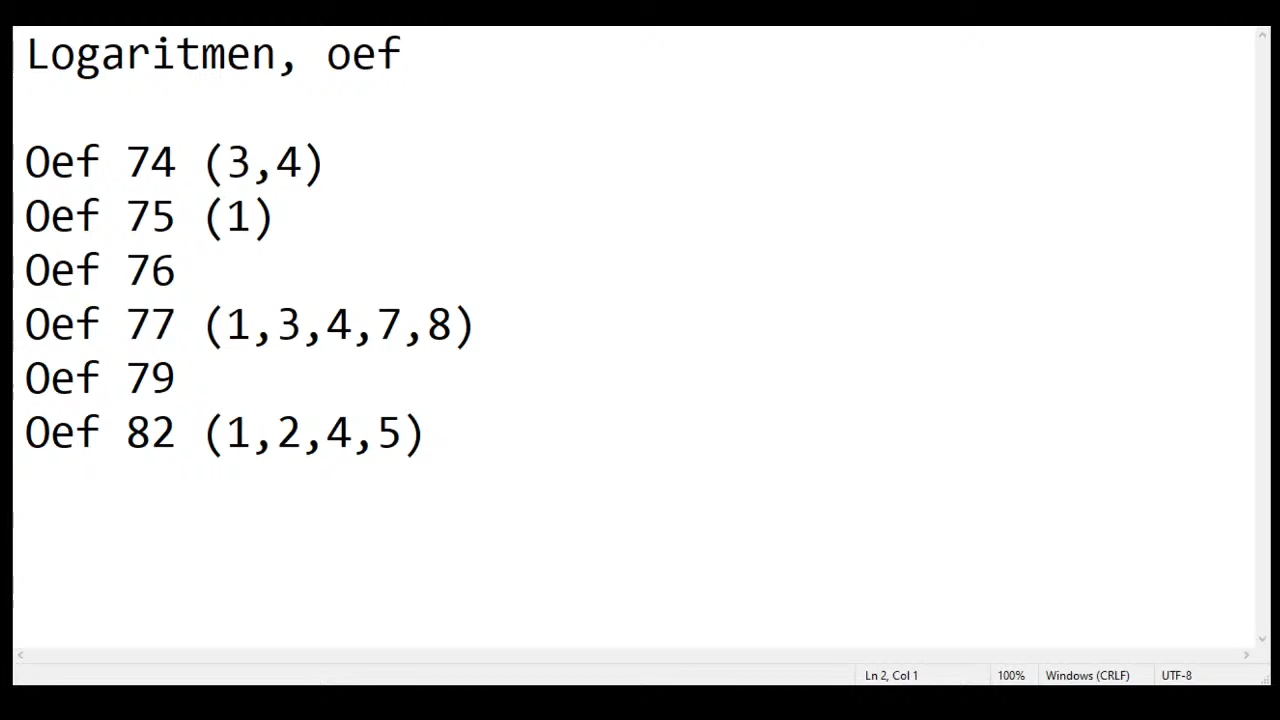 Logaritmen, oef
Oef 74 (3,4)
Oef 75 (1)
Oef 76
Oef 77 (1,3,4,7,8)
Oef 79
Oef 82 (1,2,4,5)
Ln 2, Col 1 100% Windows (CRLF) UTF-8